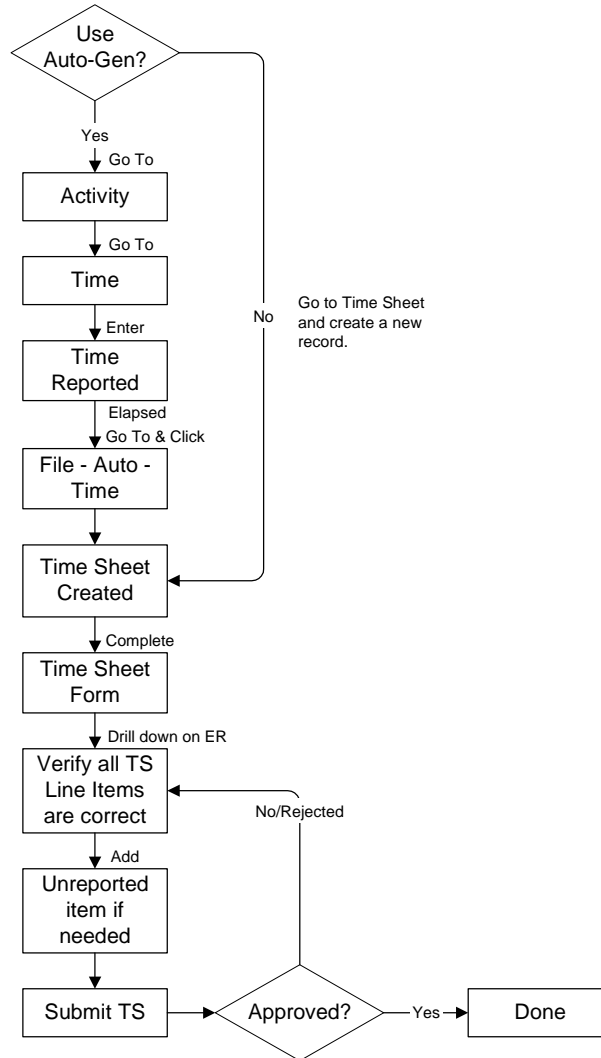 Use
Auto-Gen?
Yes
Go To
Activity
Go To
Time
No
Go to Time Sheet
and create a new
record.
Enter
Time
Reported
Elapsed
Go To & Click
File - Auto -
Time
Time Sheet
Created
Complete
Time Sheet
Form
Drill down on ER
Verify all TS
Line Items
are correct
No/Rejected
Add
Unreported
item if
needed
Submit TS
Approved?
Yes
Done